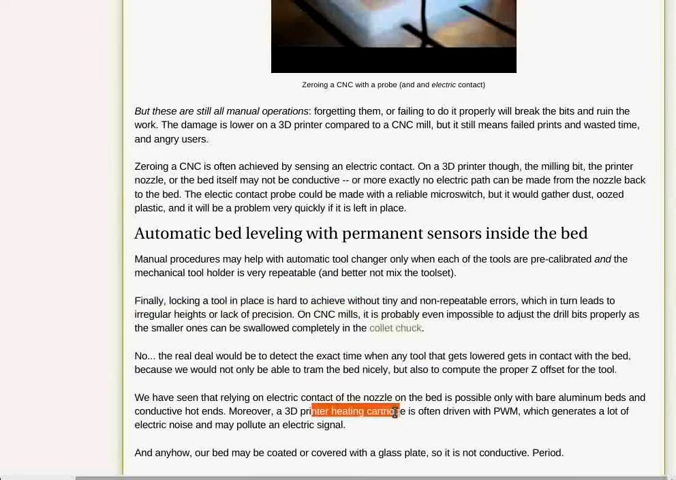 Zeroing a CNC with a probe (and and electric contact)
But these are still all manual operations: forgetting them, or failing to do it properly will break the bits and ruin the
work. The damage is lower on a 3D printer compared to a CNC mill, but it still means failed prints and wasted time,
and angry users.
Zeroing a CNC is often achieved by sensing an electric contact. On a 3D printer though, the milling bit, the printer
nozzle, or the bed itself may not be conductive -- or more exactly no electric path can be made from the nozzle back
to the bed. The electic contact probe could be made with a reliable microswitch, but it would gather dust, oozed
plastic, and it will be a problem very quickly if it is left in place.
Automatic bed leveling with permanent sensors inside the bed
Manual procedures may help with automatic tool changer only when each of the tools are pre-calibrated and the
mechanical tool holder is very repeatable (and better not mix the toolset).
Finally, locking a tool in place is hard to achieve without tiny and non-repeatable errors, which in turn leads to
irregular heights or lack of precision. On CNC mills, it is probably even impossible to adjust the drill bits properly as
the smaller ones can be swallowed completely in the collet chuck.
No... the real deal would be to detect the exact time when any tool that gets lowered gets in contact with the bed,
because we would not only be able to tram the bed nicely, but also to compute the proper Z offset for the tool.
We have seen that relying on electric contact of the nozzle on the bed is possible only with bare aluminum beds and
conductive hot ends. Moreover, a 3D printer heating cartridge is often driven with PWM, which generates a lot of
electric noise and may pollute an electric signal.
And anyhow, our bed may be coated or covered with a glass plate, so it is not conductive. Period.